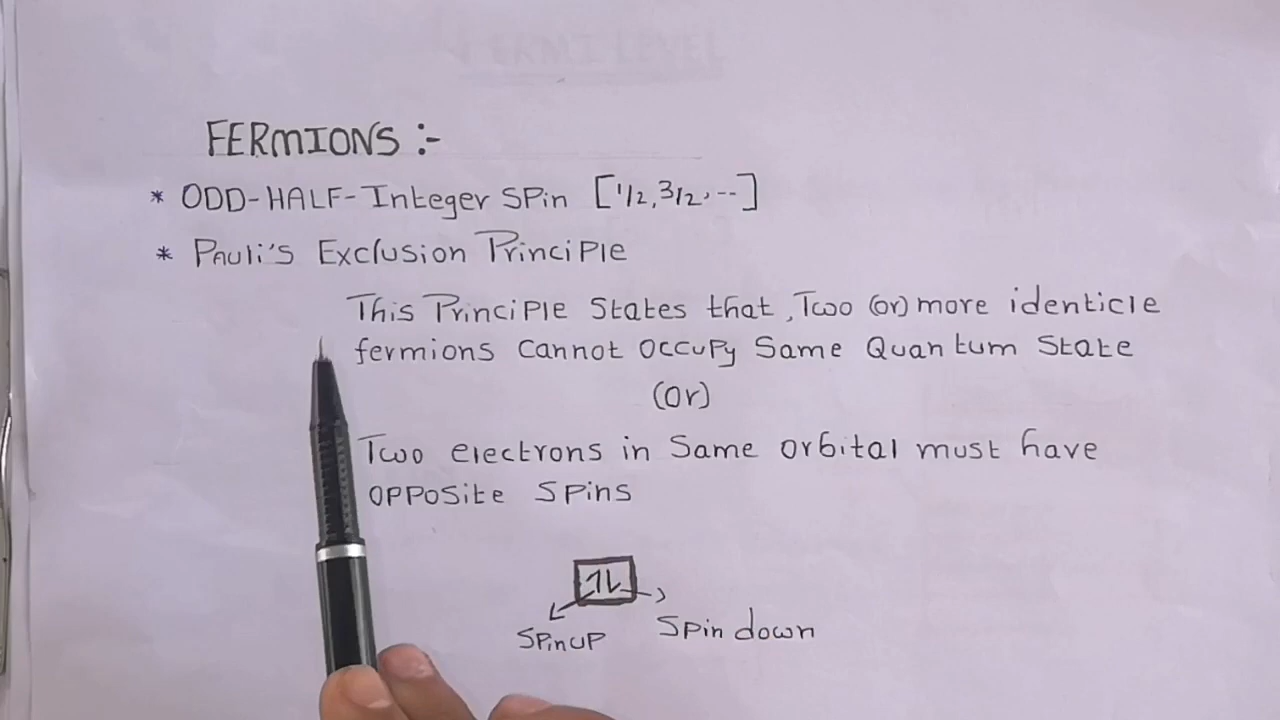 FERMIONS :-
* ODD-HALF-Integer SPin [1/2, 3/2, --]
* Pauli's Exclusion Principle
This Principle States that, Two (or) more identicle
fermions Cannot Occupy Same Quantum State
(Or)
Two electrons in Same orbital must have
OPPOSite SPins
1L
SPinUP
SPin down